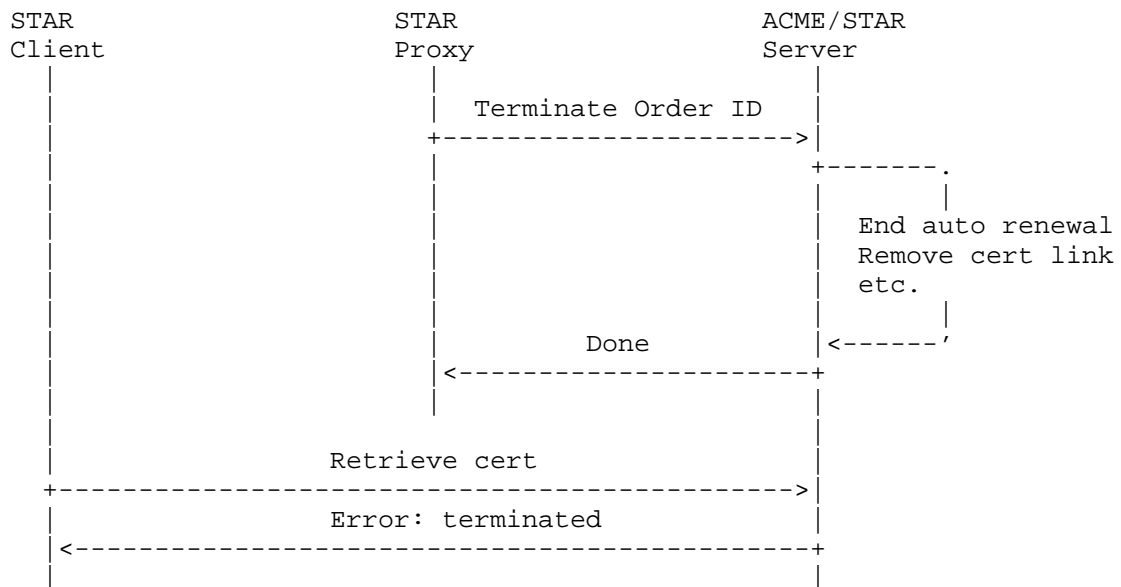 STAR STAR ACME/STAR
Client Proxy Server
Terminate Order ID
End auto renewal
Remove cert link
etc.
Done
Retrieve cert
Error: terminated